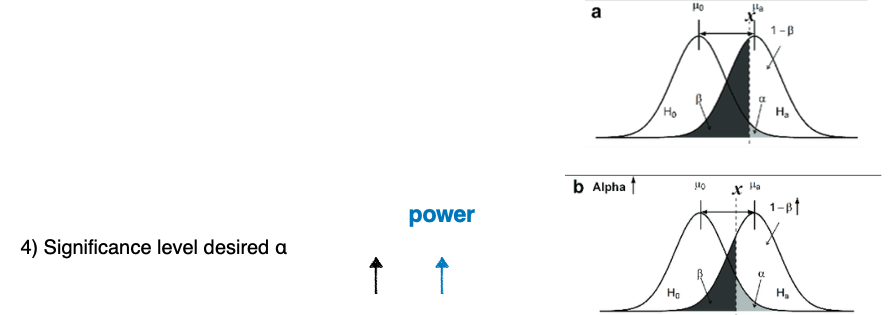 power
4) Significance level desired α
a
μ₀
x
μₐ
1-β
β
α
H₀
Hₐ
b Alpha ↑
μ₀
x
μₐ
1-β↑
β
α
H₀
Hₐ